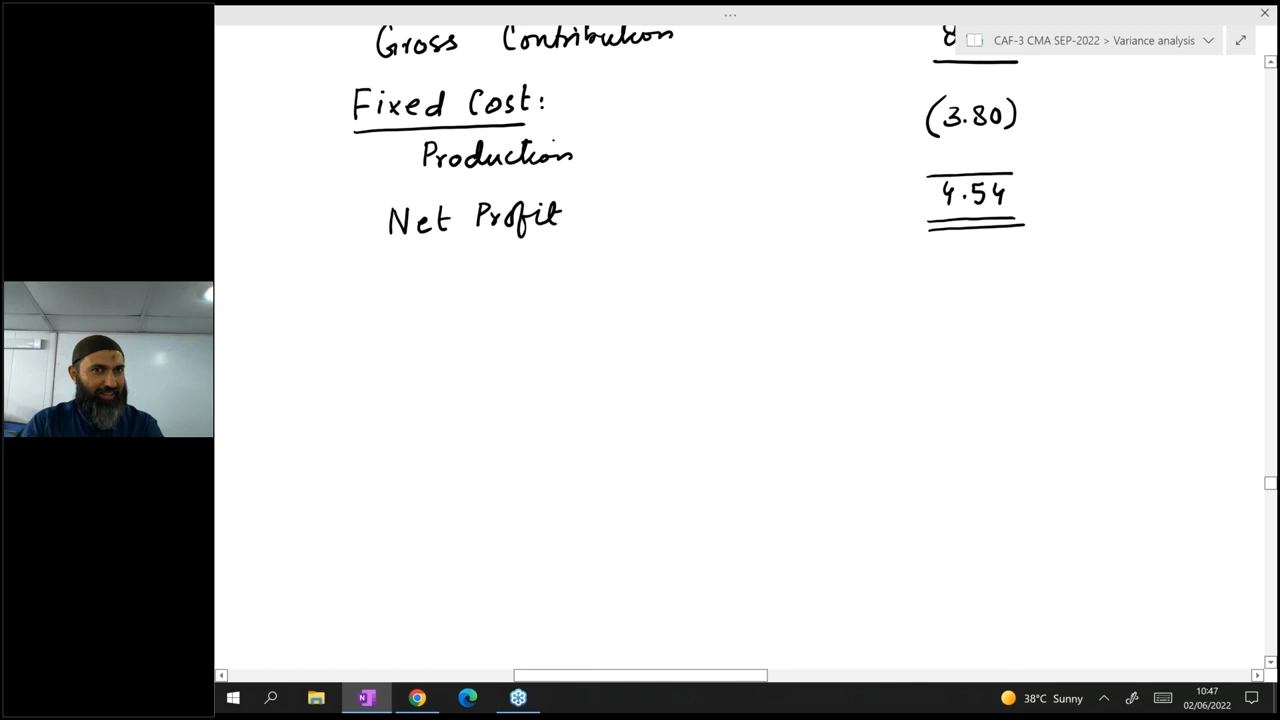 ...
CAF-3 CMA SEP-2022 > Variance analysis
Gross Contribution
Fixed Cost: (3.80)
Production
Net Profit 4.54
38°C Sunny
10:47
02/06/2022